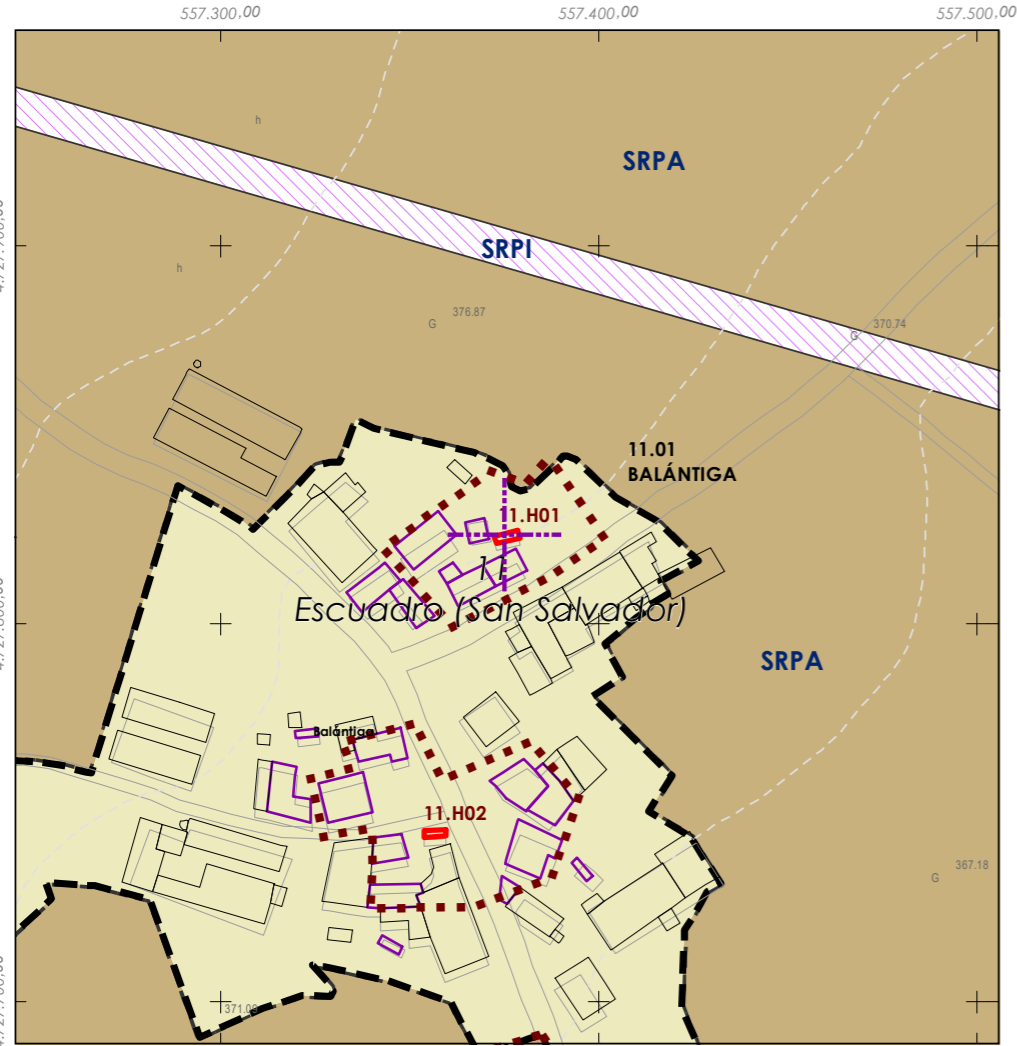 557.300,00
557.400,00
557.500,00
h
SRPA
SRPI
h
376.87
G
370.74
G
11.01
BALÁNTIGA
11.H01
11
Escuadro (San Salvador)
SRPA
Balántiga
11.H02
367.18
G
371.09